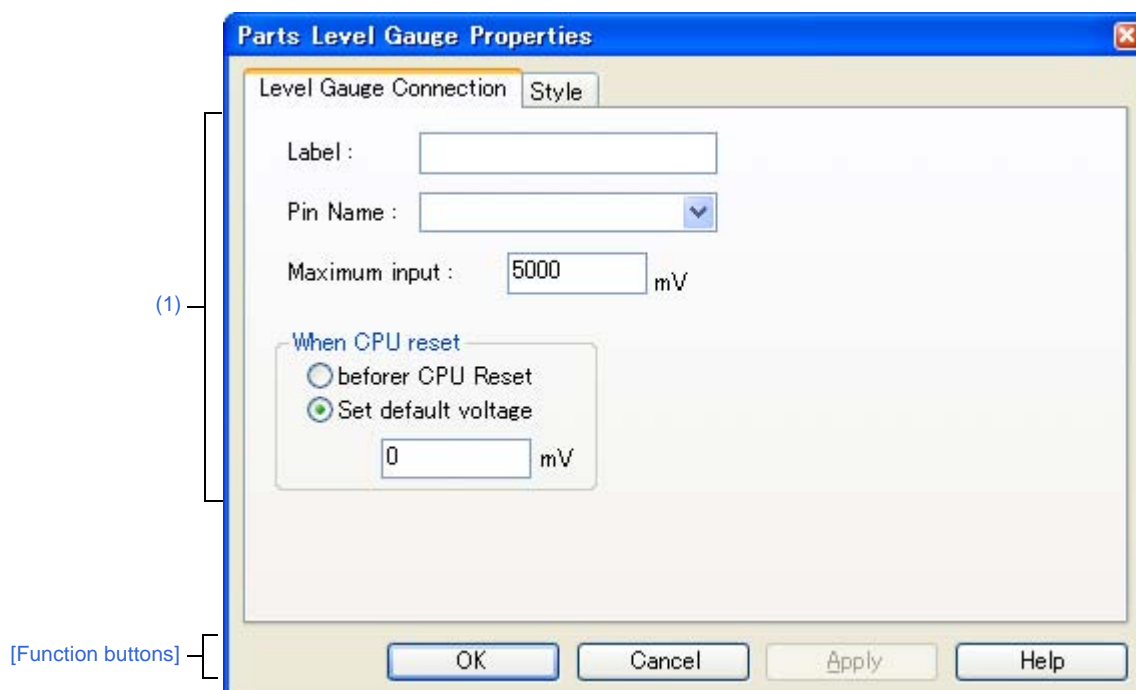 Parts Level Gauge Properties
Level Gauge Connection Style
Label :
Pin Name :
Maximum input : 5000 mV
(1)
When CPU reset
beforer CPU Reset
Set default voltage
0 mV
[Function buttons]
OK Cancel Apply Help